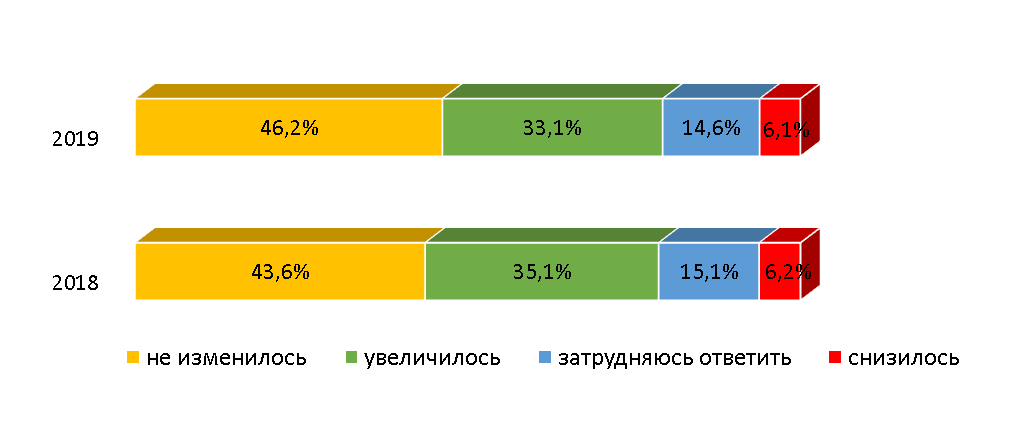 2019 46,2% 33,1% 14,6% 6,1%
2018 43,6% 35,1% 15,1% 6,2%
не изменилось увеличилось затрудняюсь ответить снизилось